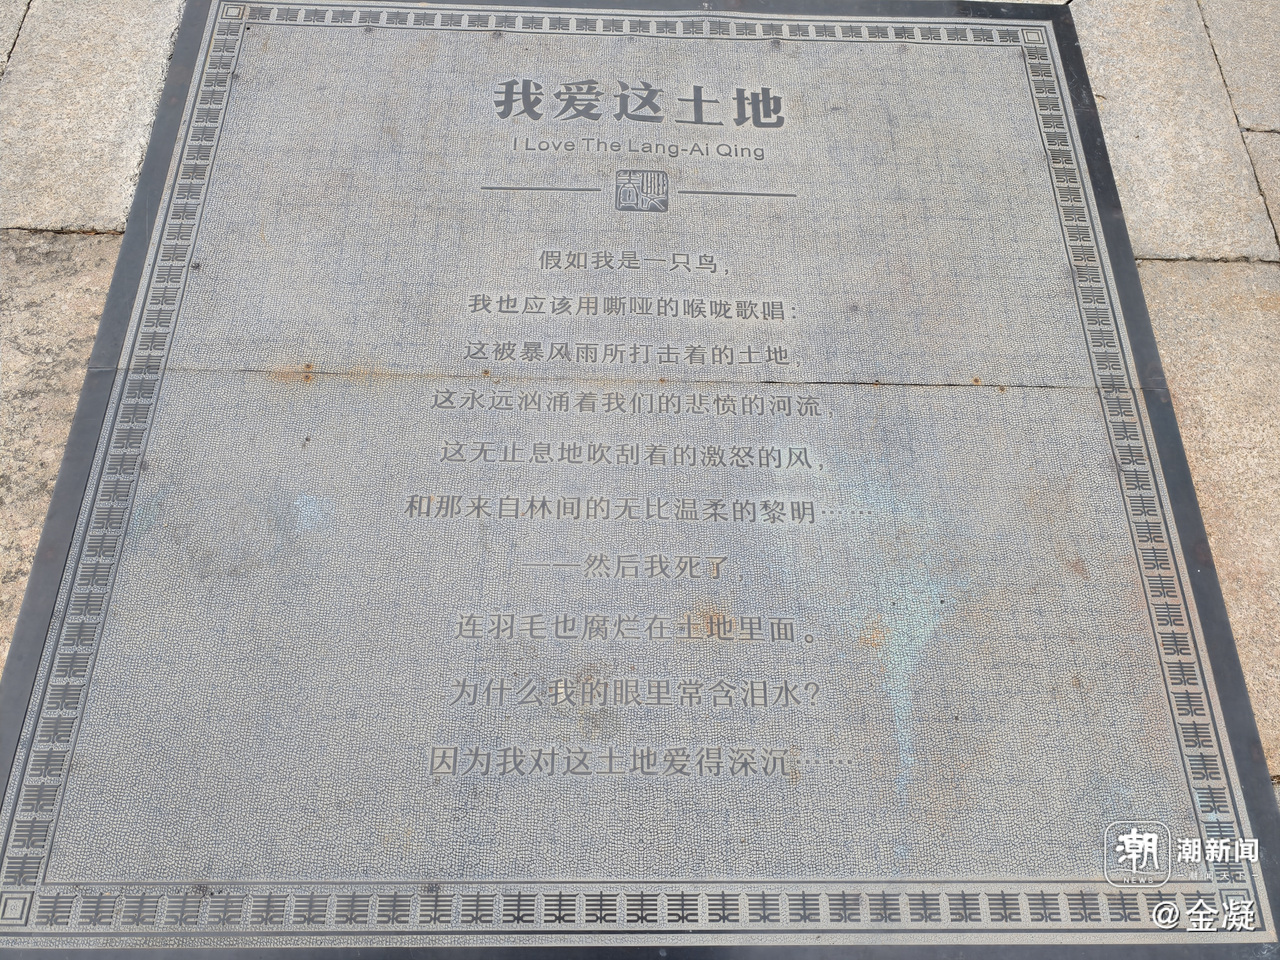 我爱这土地
I Love The Lang-Ai Qing
假如我是一只鸟,
我也应该用嘶哑的喉咙歌唱:
这被暴风雨所打击着的土地,
这永远汹涌着我们的悲愤的河流,
这无止息地吹刮着的激怒的风,
和那来自林间的无比温柔的黎明……
——然后我死了,
连羽毛也腐烂在土地里面。
为什么我的眼里常含泪水?
因为我对这土地爱得深沉……
潮 NEWS
潮新闻
@金凝